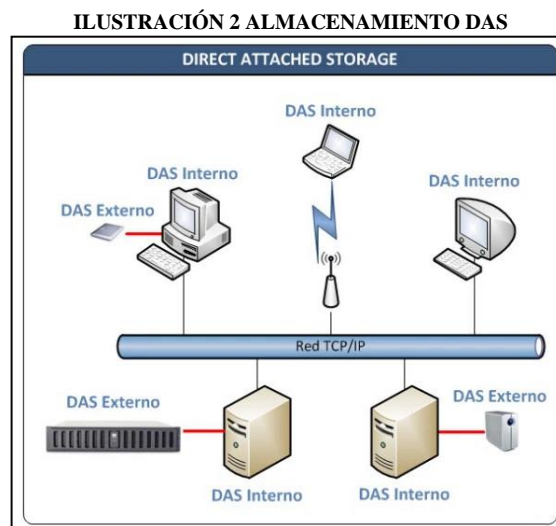 ILUSTRACIÓN 2 ALMACENAMIENTO DAS
DIRECT ATTACHED STORAGE
DAS Interno
DAS Interno
DAS Interno
DAS Externo
Red TCP/IP
DAS Externo
DAS Externo
DAS Interno
DAS Interno